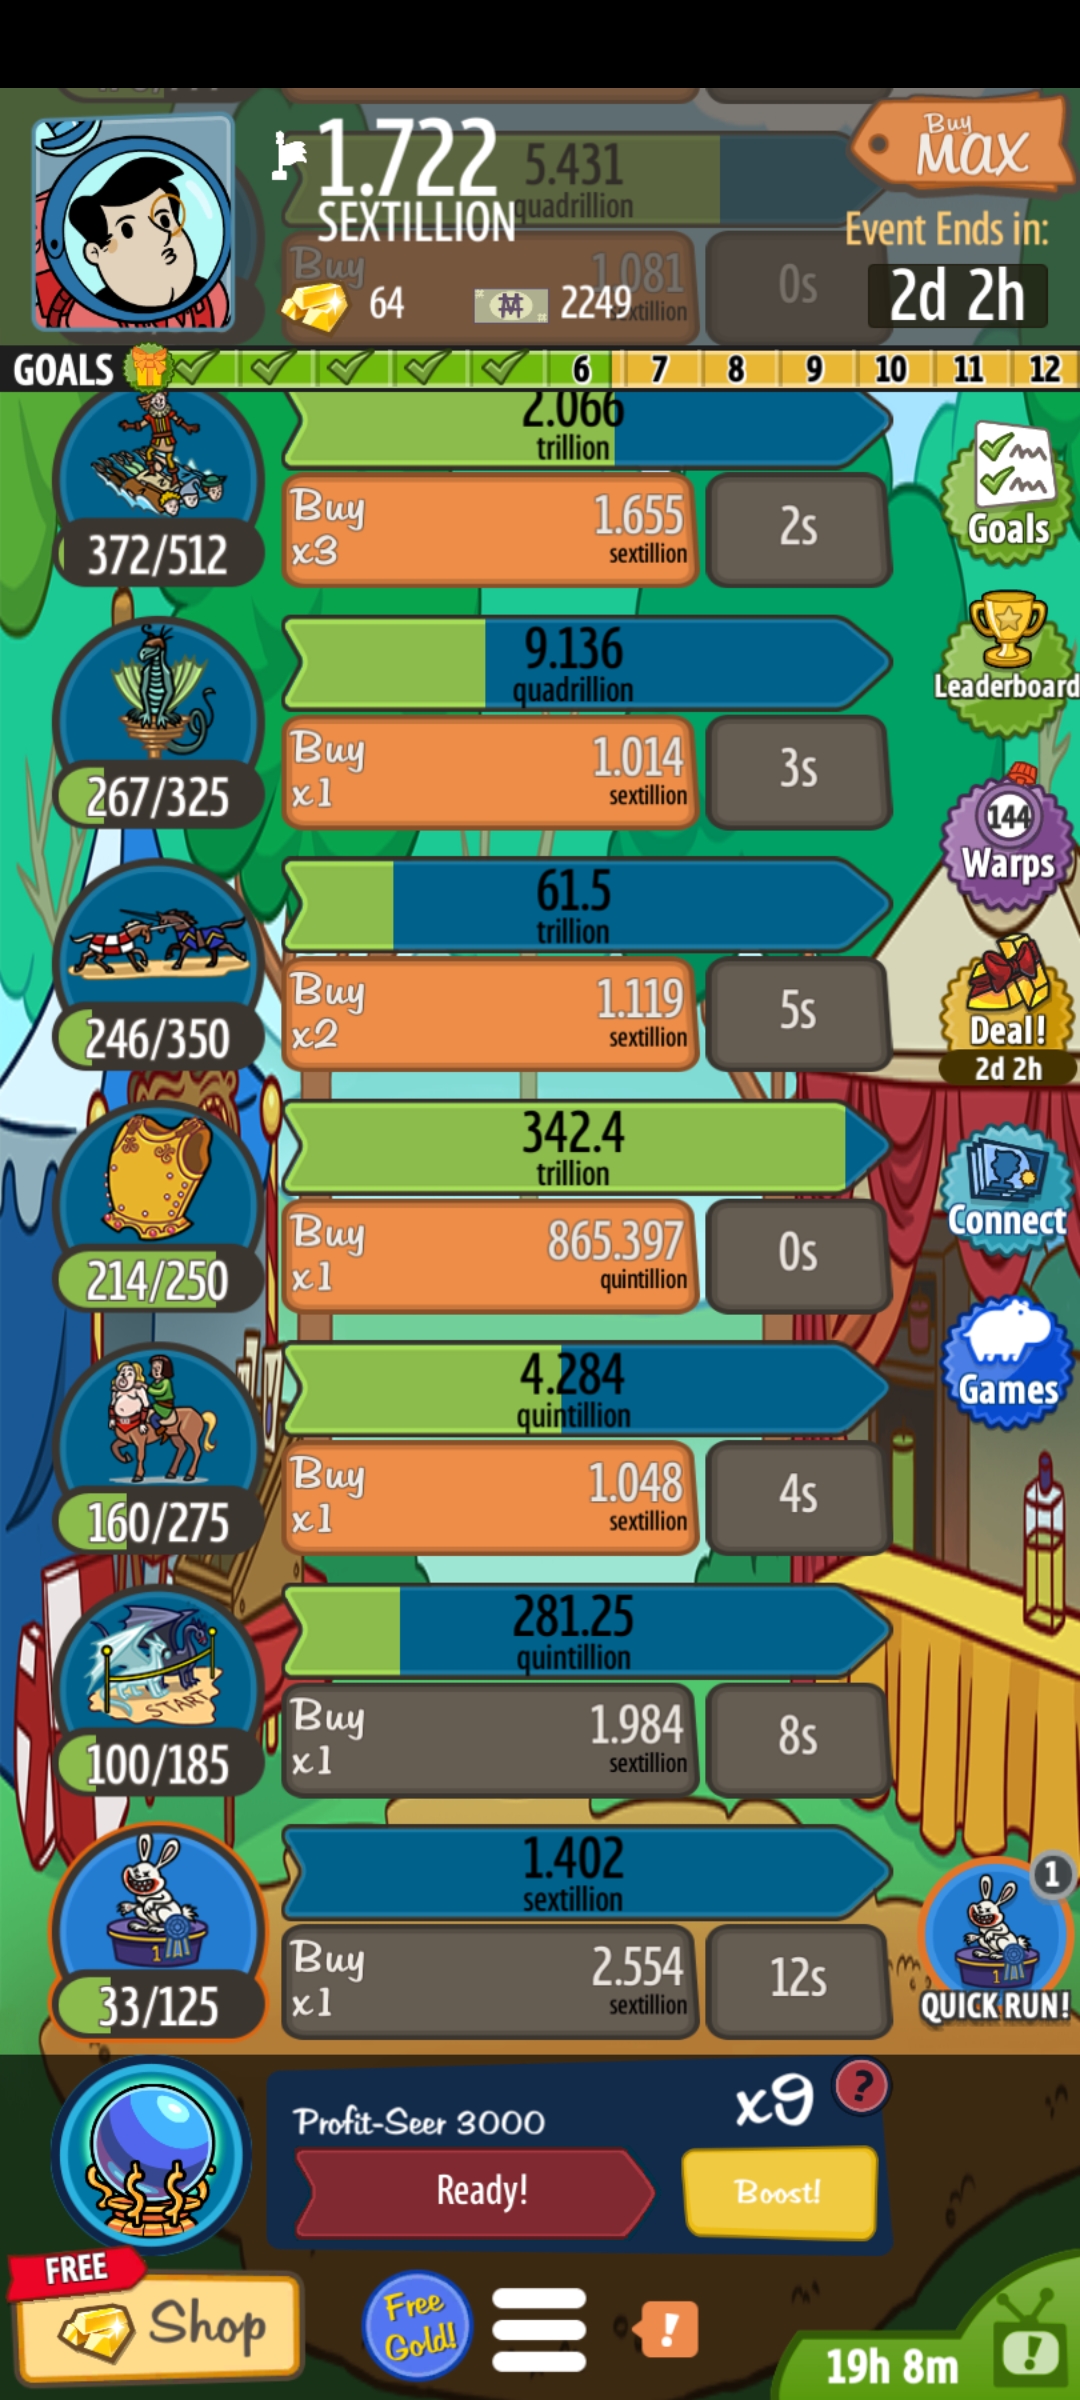 1.722
SEXTILLION
5.431
quadrillion
Buy
MAX
Event Ends in:
2d 2h
Buy
1.081
0s
64
2249
GOALS 6 7 8 9 10 11 12
2.066
trillion
372/512
Buy
x3
1.655
sextillion
2s
Goals
9.136
quadrillion
267/325
Buy
x1
1.014
sextillion
3s
Leaderboard
144
Warps
61.5
trillion
246/350
Buy
x2
1.119
sextillion
5s
Deal!
2d 2h
342.4
trillion
214/250
Buy
x1
865.397
quintillion
0s
Connect
4.284
quintillion
160/275
Buy
x1
1.048
sextillion
4s
Games
281.25
quintillion
START
100/185
Buy
x1
1.984
sextillion
8s
1.402
sextillion
1
33/125
Buy
x1
2.554
sextillion
12s
1
1
QUICK RUN!
Profit-Seer 3000
x9
?
Ready!
Boost!
FREE
Shop
Free
Gold!
!
19h 8m
!